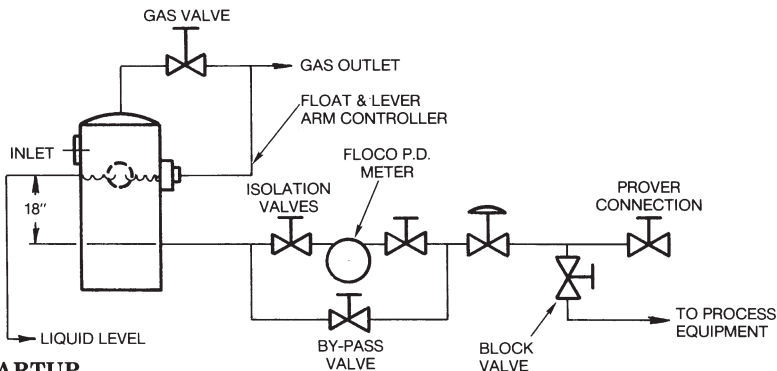 GAS VALVE
GAS OUTLET
FLOAT & LEVER
ARM CONTROLLER
FLOCO P.D.
METER
INLET
ISOLATION
VALVES
PROVER
CONNECTION
18"
LIQUID LEVEL
BY-PASS
VALVE
BLOCK
VALVE
TO PROCESS
EQUIPMENT